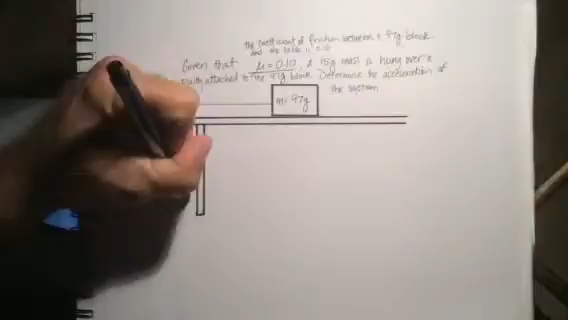 the coefficient of friction between a 97g block
and the table is 0.10
Given that μ = 0.10, A 15g mass is hung over a
attached to the 97g block. Determine the acceleration of
the system
m= 97g